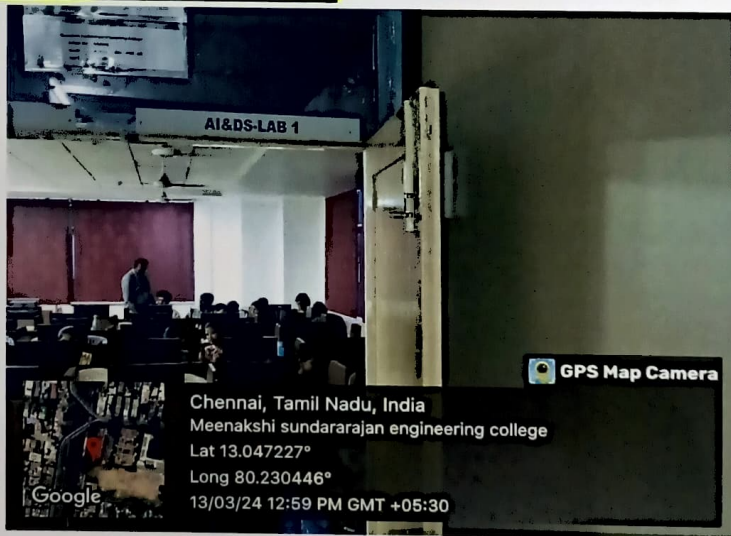 AI&DS-LAB 1
GPS Map Camera
Chennai, Tamil Nadu, India
Meenakshi sundararajan engineering college
Lat 13.047227°
Long 80.230446°
13/03/24 12:59 PM GMT +05:30
Google